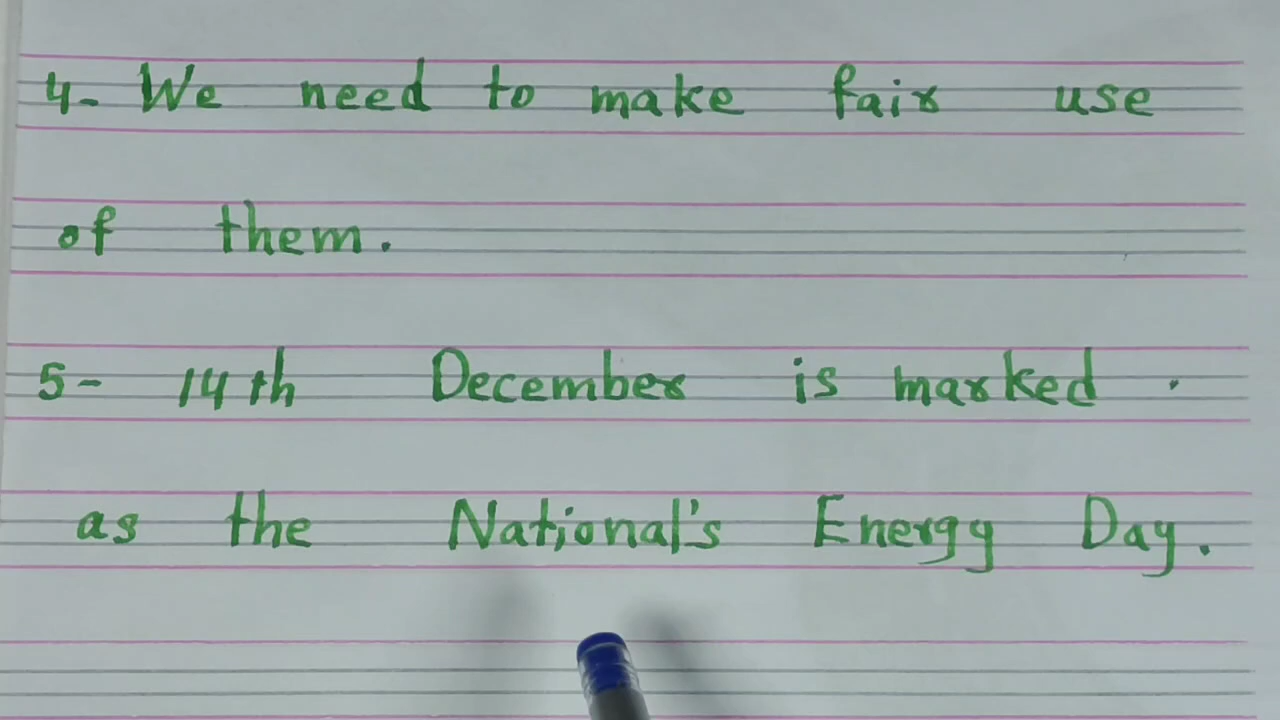 4- We need to make fair use
of them.
5- 14th December is marked
as the National's Energy Day.